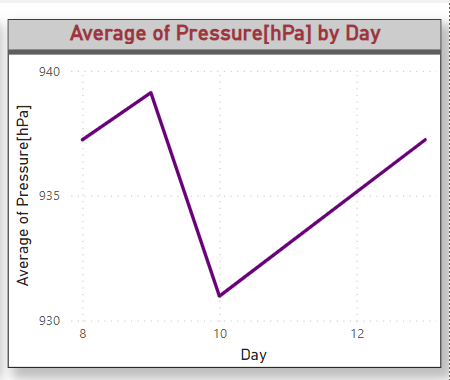 Average of Pressure[hPa] by Day
940
935
930
Average of Pressure[hPa]
8 10 12
Day